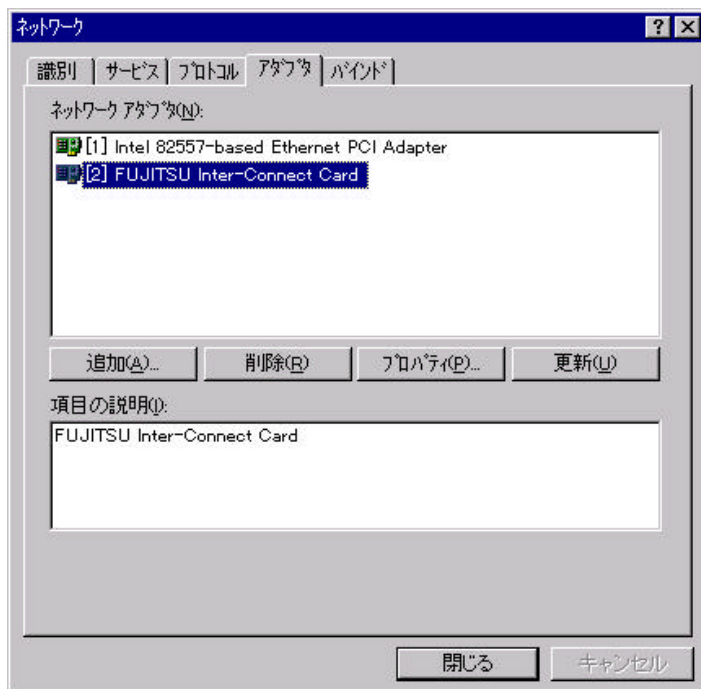 ネットワーク
識別 サービス プロトコル アダプタ バインド
ネットワーク アダプタ(N):
[1] Intel 82557-based Ethernet PCI Adapter
[2] FUJITSU Inter-Connect Card
追加(A)... 削除(R) プロパティ(P)... 更新(U)
項目の説明(I):
FUJITSU Inter-Connect Card
閉じる キャンセル